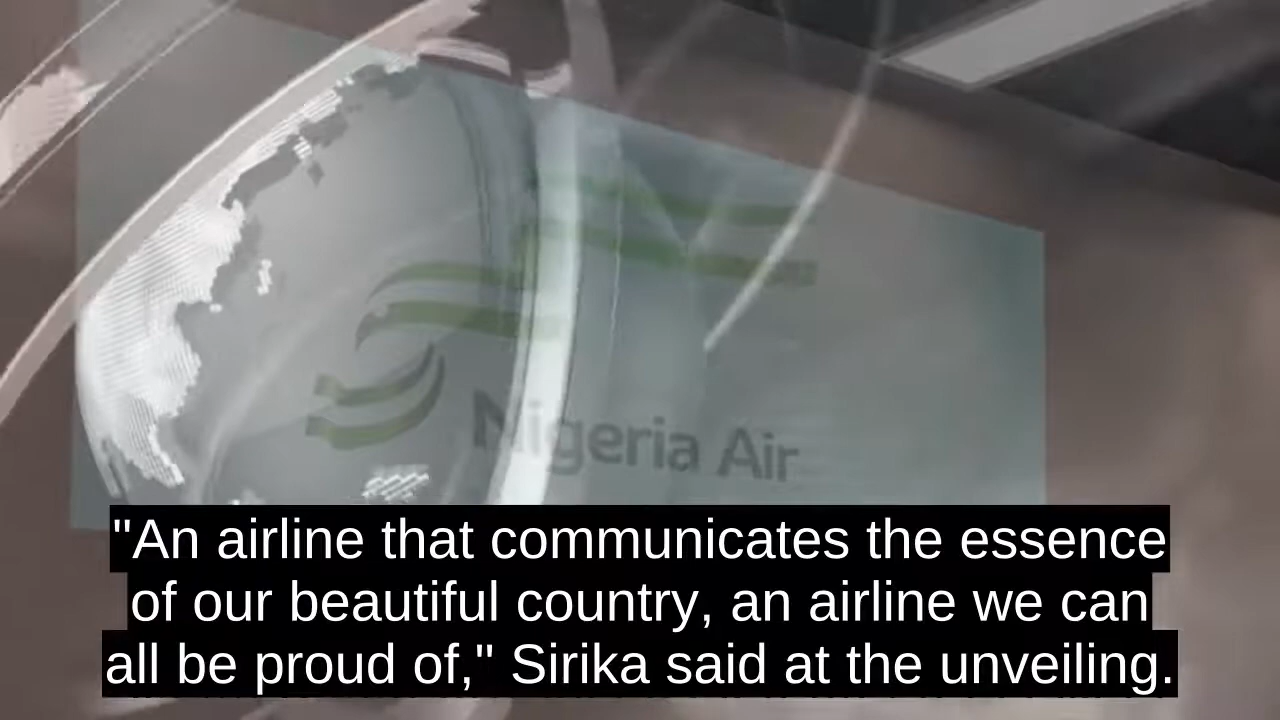 Nigeria Air
"An airline that communicates the essence
of our beautiful country, an airline we can
all be proud of," Sirika said at the unveiling.